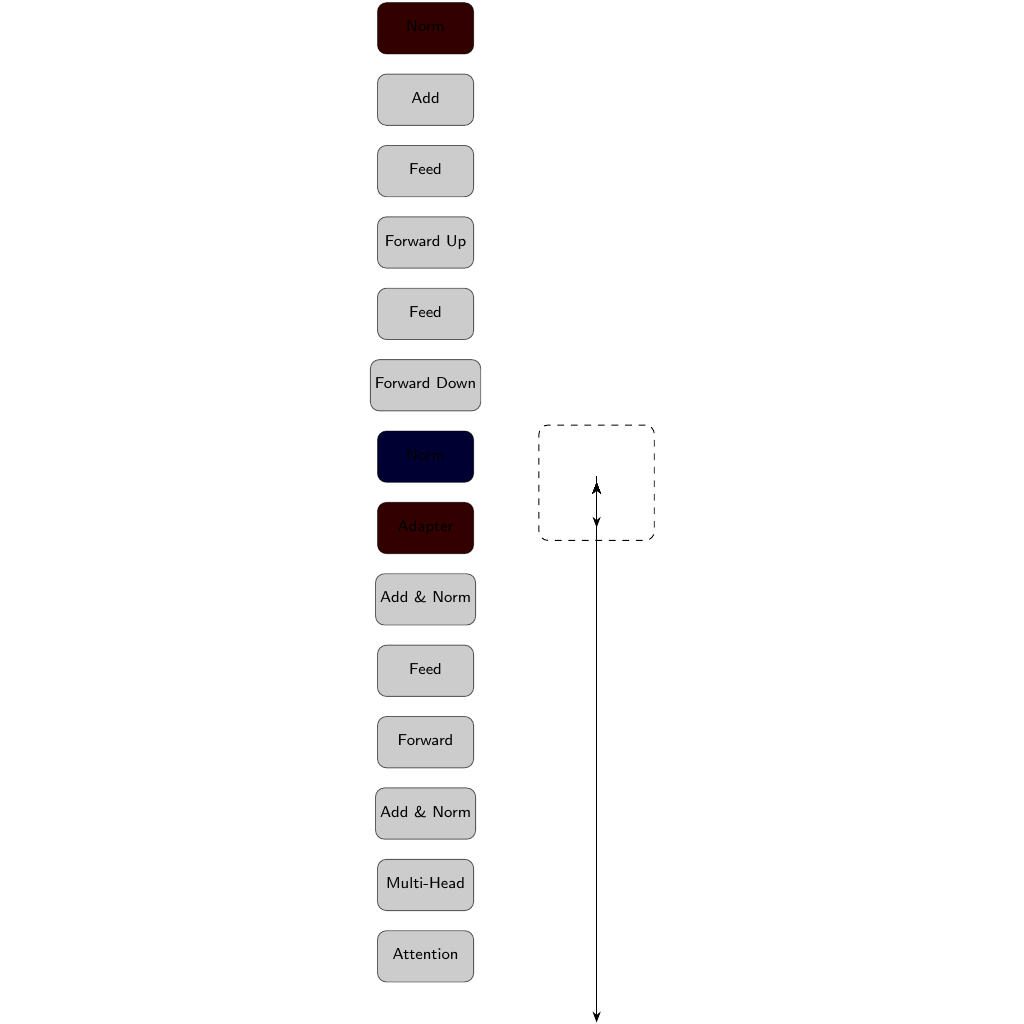 Norm
Add
Feed
Forward Up
Feed
Forward Down
Norm
Adapter
Add & Norm
Feed
Forward
Add & Norm
Multi-Head
Attention